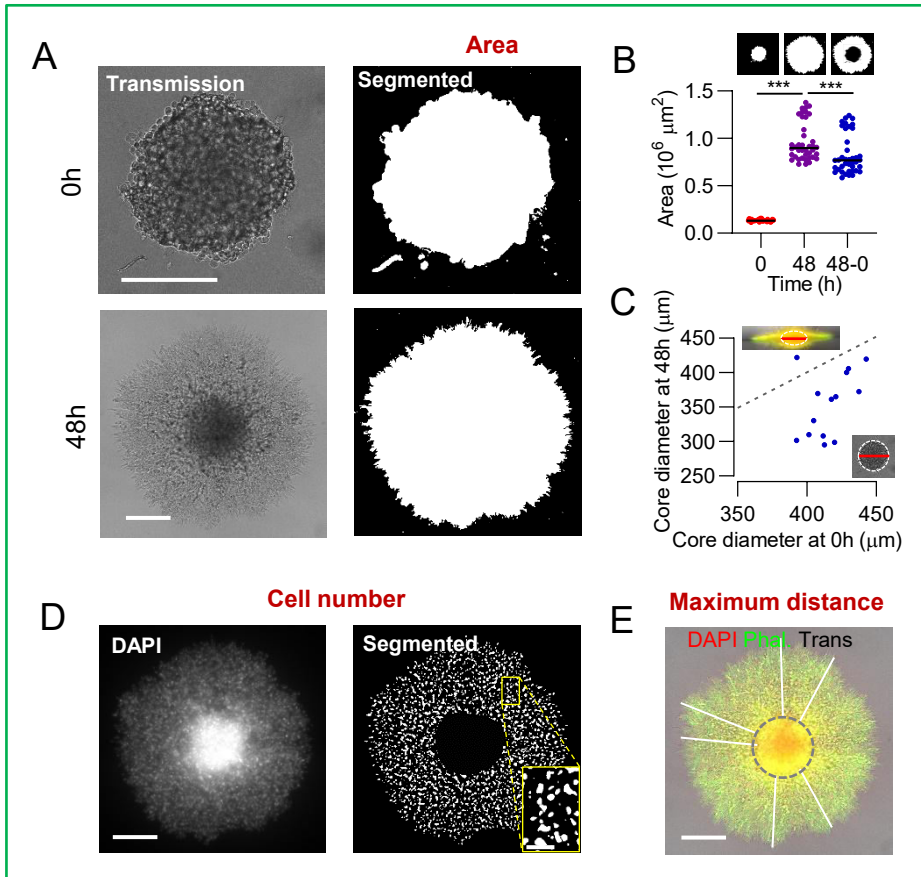 A
Area
Transmission
Segmented
0h
48h
B
***
***
Area (10⁶ μm²)
1.5
1.0
0.5
0.0
0
48
48-0
Time (h)
C
Core diameter at 48h (μm)
450
400
350
300
250
350
400
450
Core diameter at 0h (μm)
D
Cell number
DAPI
Segmented
E
Maximum distance
DAPI Phal. Trans